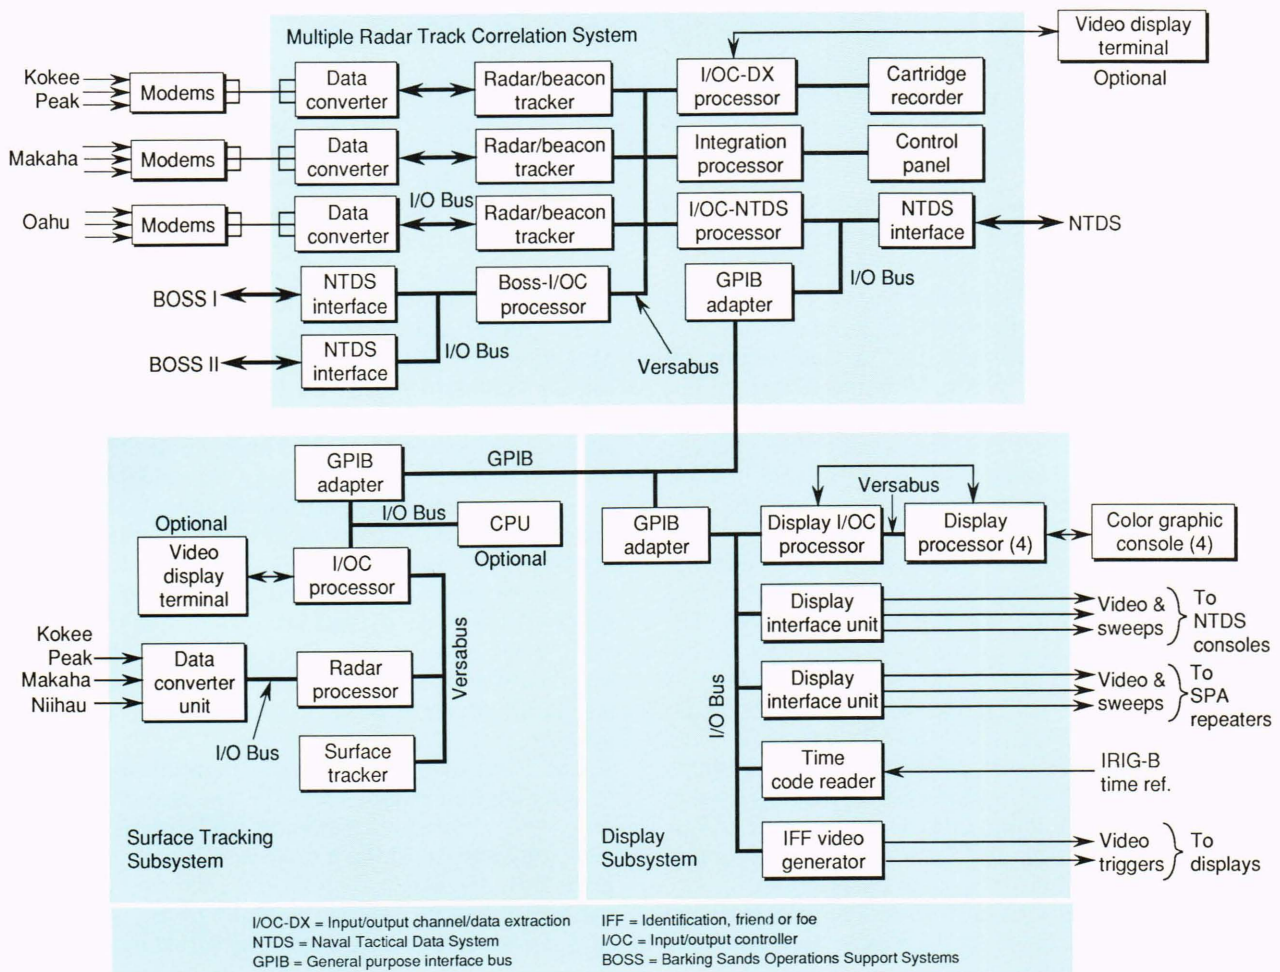 Multiple Radar Track Correlation System
Video display
terminal
Optional
Kokee
Peak
Modems
Data
converter
Radar/beacon
tracker
I/OC-DX
processor
Cartridge
recorder
Makaha
Modems
Data
converter
Radar/beacon
tracker
Integration
processor
Control
panel
I/O Bus
Oahu
Modems
Data
converter
Radar/beacon
tracker
I/OC-NTDS
processor
NTDS
interface
NTDS
BOSS I
NTDS
interface
Boss-I/OC
processor
GPIB
adapter
I/O Bus
BOSS II
NTDS
interface
I/O Bus
Versabus
GPIB
adapter
GPIB
I/O Bus
CPU
Optional
Optional
Video
display
terminal
I/OC
processor
Versabus
Kokee
Peak
Makaha
Niihau
Data
converter
unit
I/O Bus
Radar
processor
Surface
tracker
Surface Tracking
Subsystem
GPIB
adapter
Versabus
Display I/OC
processor
Display
processor (4)
Color graphic
console (4)
I/O Bus
Display
interface unit
Video &
sweeps
To
NTDS
consoles
Display
interface unit
Video &
sweeps
To
SPA
repeaters
Time
code reader
IRIG-B
time ref.
IFF video
generator
Video
triggers
To
displays
Display
Subsystem
I/OC-DX = Input/output channel/data extraction
NTDS = Naval Tactical Data System
GPIB = General purpose interface bus
IFF = Identification, friend or foe
I/OC = Input/output controller
BOSS = Barking Sands Operations Support Systems